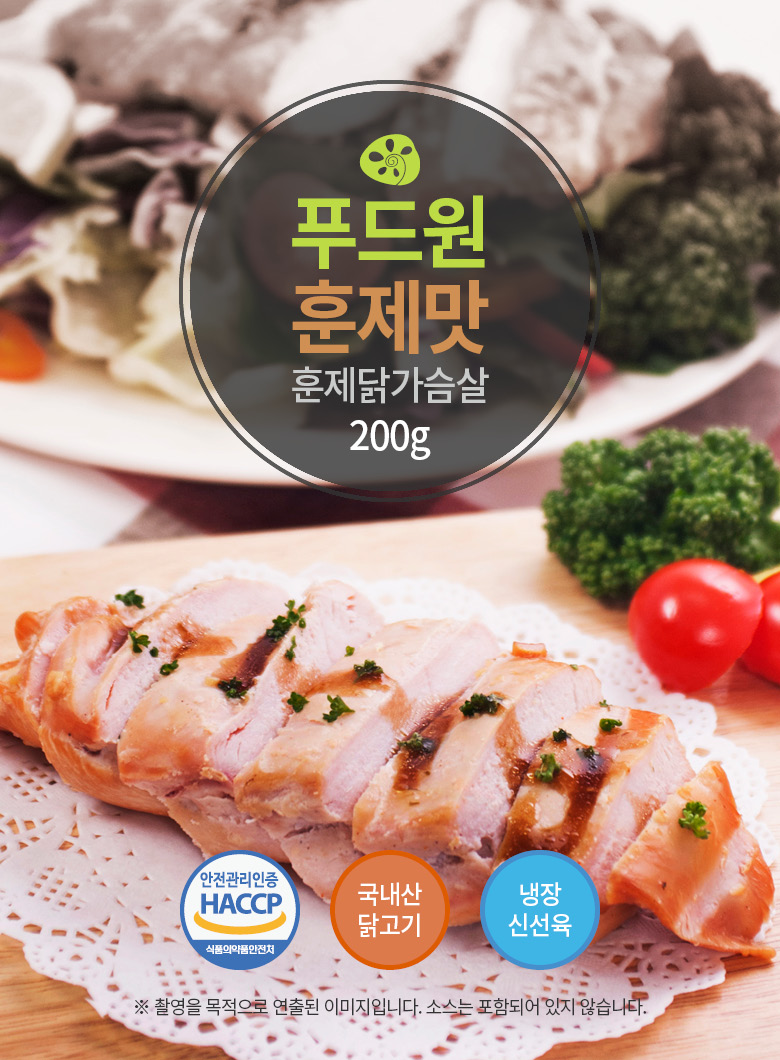 푸드원
훈제맛
훈제닭가슴살
200g
안전관리인증
HACCP
식품의약품안전처
국내산
닭고기
냉장
신선육
※ 촬영을 목적으로 연출된 이미지입니다. 소스는 포함되어 있지 않습니다.